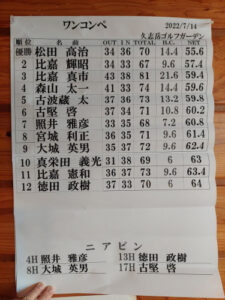 ワンコンペ 2022/7/14
久志岳ゴルフガーデン
順位 名前 OUT IN TOTAL H.C. NET
優勝 松田 高治 34 36 70 14.4 55.6
2 比嘉 輝昭 34 33 67 9.6 57.4
3 比嘉 真市 43 38 81 21.6 59.4
4 森山 太一 41 33 74 14.4 59.6
5 古波蔵 太 37 36 73 13.2 59.8
6 古堅 啓 37 34 71 10.8 60.2
7 照井 雅彦 33 35 68 7.2 60.8
8 宮城 利正 36 35 71 9.6 61.4
9 大城 英男 35 37 72 9.6 62.4
10 真栄田 義光 31 38 69 6 63
11 比嘉 憲和 36 37 73 9.6 63.4
12 徳田 政樹 37 33 70 6 64
ニアピン
4H 照井 雅彦 13H 徳田 政樹
8H 大城 英男 17H 古堅 啓